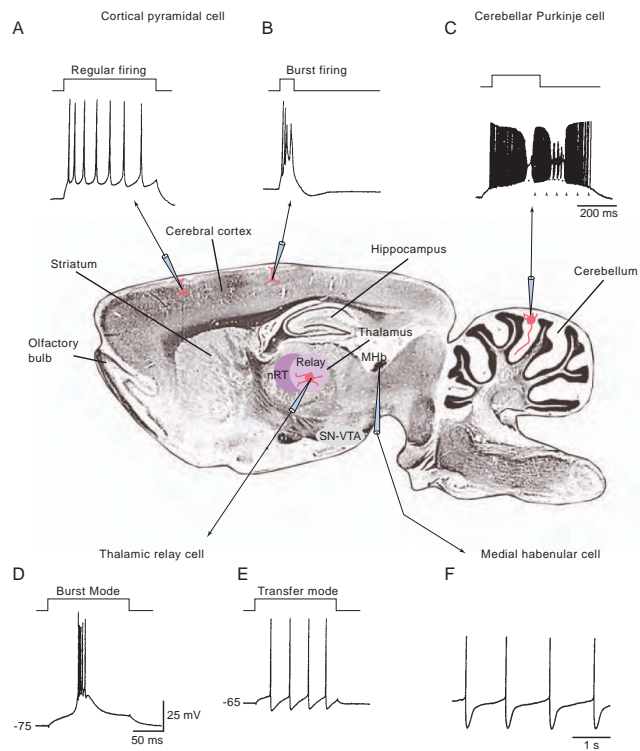 A
Cortical pyramidal cell
B
Cerebellar Purkinje cell
C
Regular firing
Burst firing
200 ms
Cerebral cortex
Striatum
Hippocampus
Cerebellum
Olfactory
bulb
Thalamus
MHb
Relay
nRT
SN-VTA
Thalamic relay cell
Medial habenular cell
D
Burst Mode
E
Transfer mode
F
-75
25 mV
50 ms
-65
1 s